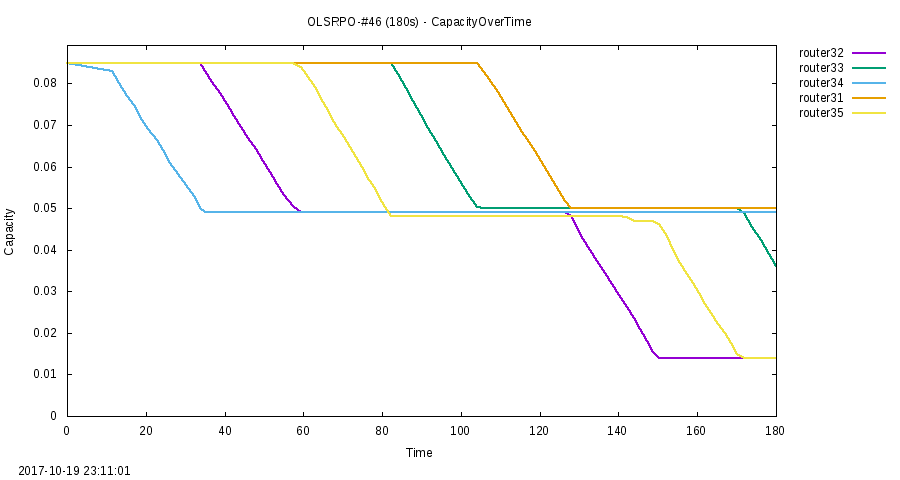 OLSRPO-#46 (180s) - CapacityOverTime
router32
router33
router34
router31
router35
0.08
0.07
0.06
0.05
0.04
0.03
0.02
0.01
0
Capacity
0 20 40 60 80 100 120 140 160 180
Time
2017-10-19 23:11:01